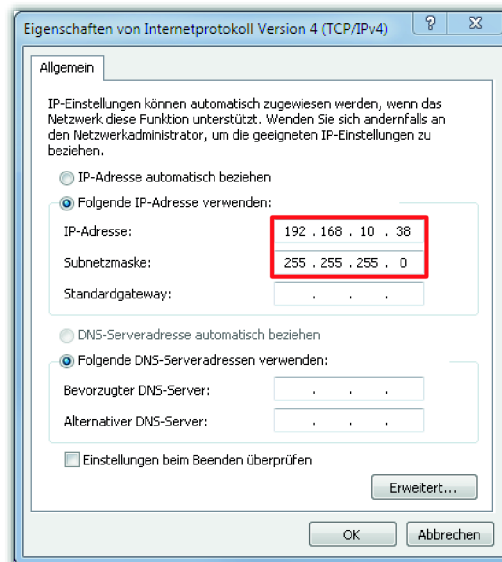 Eigenschaften von Internetprotokoll Version 4 (TCP/IPv4)
Allgemein
IP-Einstellungen können automatisch zugewiesen werden, wenn das
Netzwerk diese Funktion unterstützt. Wenden Sie sich andernfalls an
den Netzwerkadministrator, um die geeigneten IP-Einstellungen zu
beziehen.
IP-Adresse automatisch beziehen
Folgende IP-Adresse verwenden:
IP-Adresse: 192 . 168 . 10 . 38
Subnetzmaske: 255 . 255 . 255 . 0
Standardgateway: . . .
DNS-Serveradresse automatisch beziehen
Folgende DNS-Serveradressen verwenden:
Bevorzugter DNS-Server: . . .
Alternativer DNS-Server: . . .
Einstellungen beim Beenden überprüfen
Erweitert...
OK Abbrechen